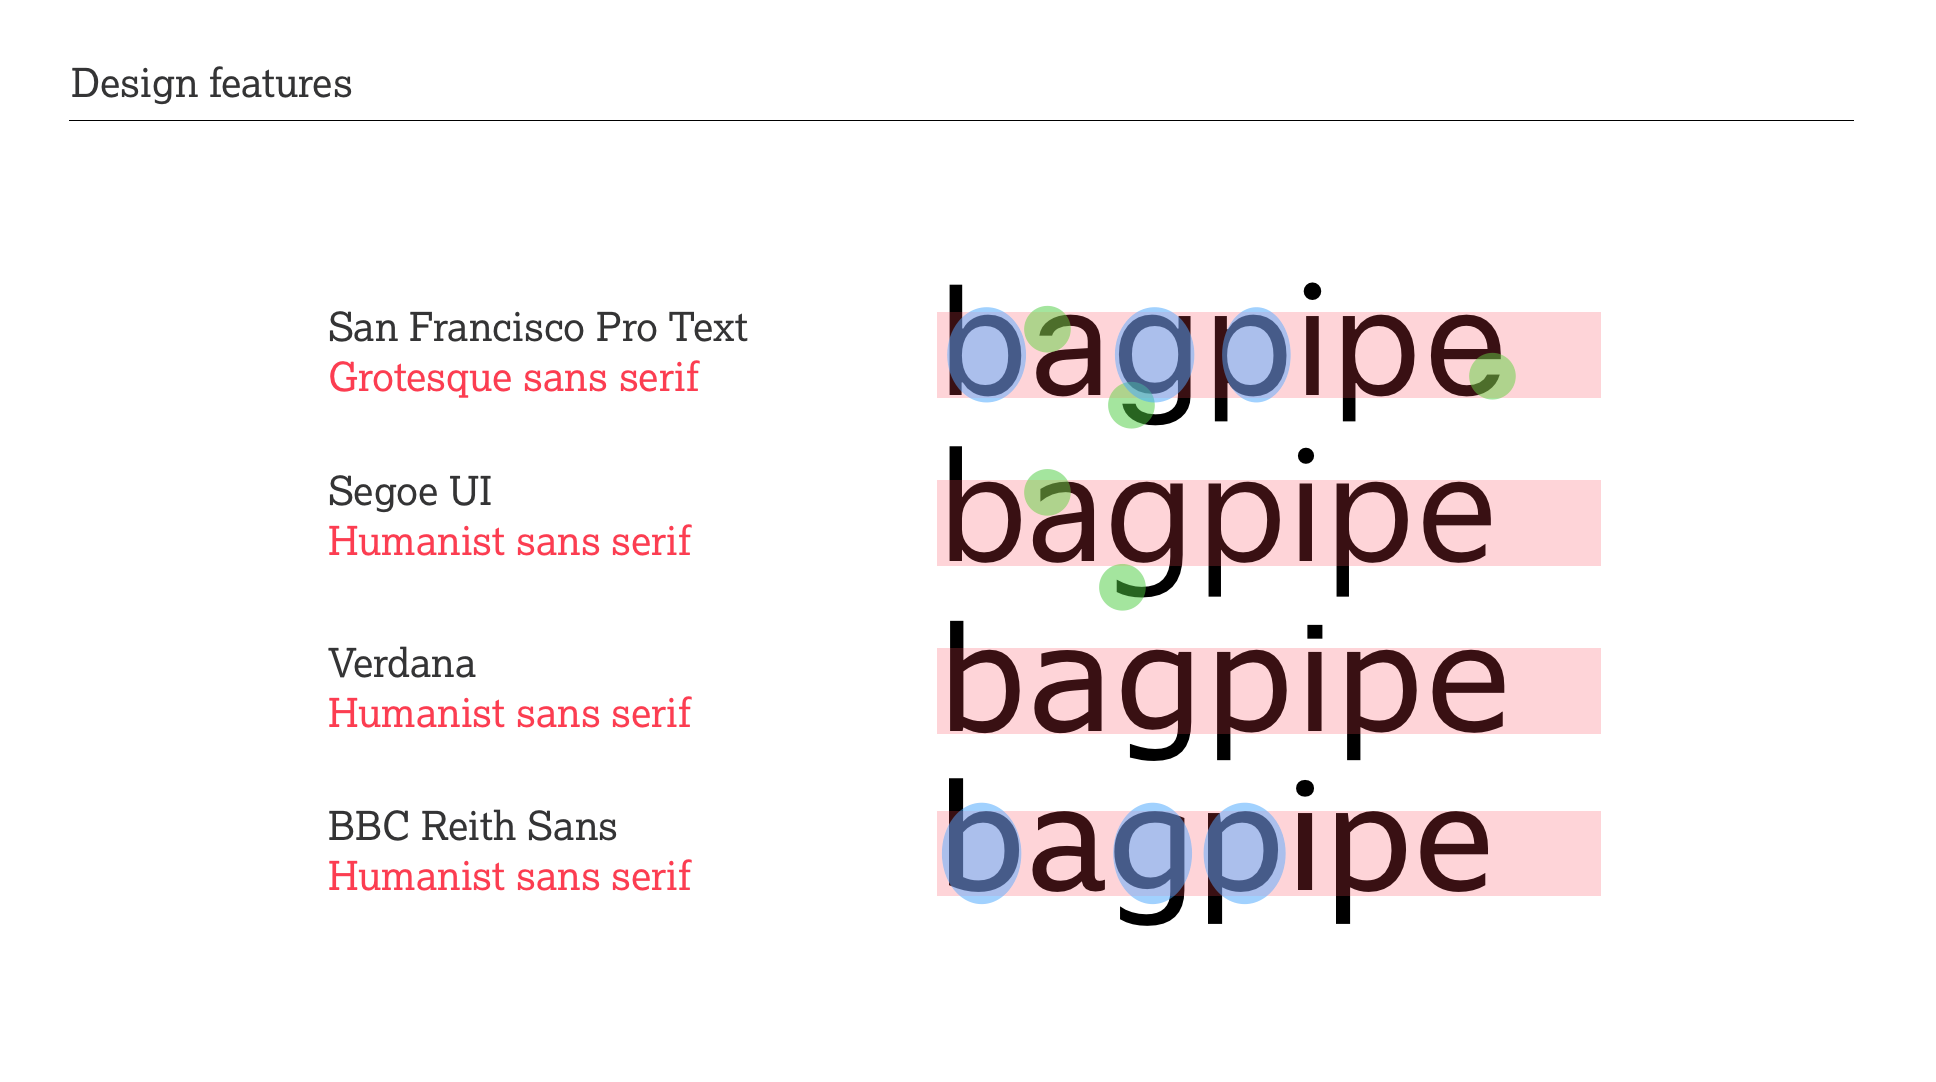 Design features
San Francisco Pro Text
Grotesque sans serif
bagpipe
Segoe UI
Humanist sans serif
bagpipe
Verdana
Humanist sans serif
bagpipe
BBC Reith Sans
Humanist sans serif
bagpipe